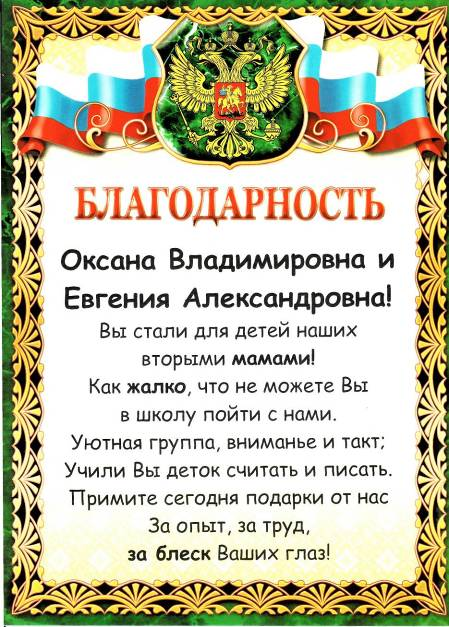 БЛАГОДАРНОСТЬ
Оксана Владимировна и
Евгения Александровна!
Вы стали для детей наших
вторыми мамами!
Как жалко, что не можете Вы
в школу пойти с нами.
Уютная группа, вниманье и такт;
Учили Вы деток считать и писать.
Примите сегодня подарки от нас
За опыт, за труд,
за блеск Ваших глаз!